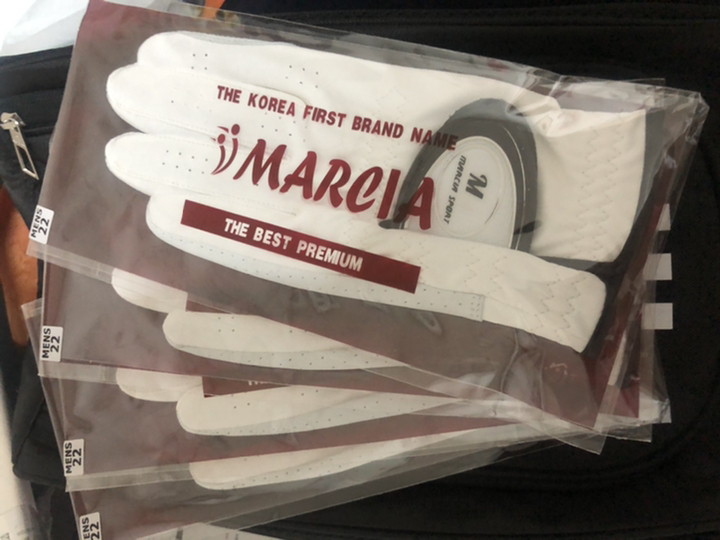 THE KOREA FIRST BRAND NAME
MARCIA
THE BEST PREMIUM
M
MARCIA SPORT
MENS
22
MENS
22
MENS
22
MENS
22